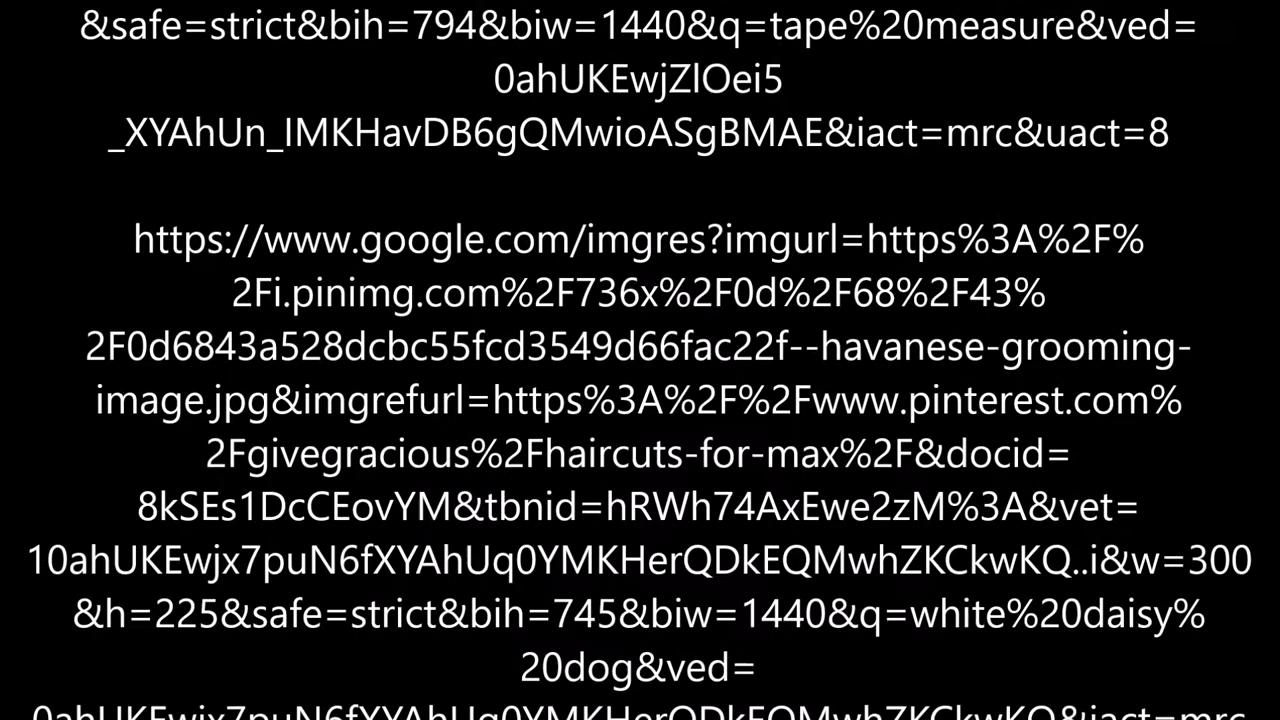 &safe=strict&bih=794&biw=1440&q=tape%20measure&ved=
0ahUKEwjZlOei5
_XYAhUn_IMKHavDB6gQMwioASgBMAE&iact=mrc&uact=8
https://www.google.com/imgres?imgurl=https%3A%2F%
2Fi.pinimg.com%2F736x%2F0d%2F68%2F43%
2F0d6843a528dcbc55fcd3549d66fac22f--havanese-grooming-
image.jpg&imgrefurl=https%3A%2F%2Fwww.pinterest.com%
2Fgivegracious%2Fhaircuts-for-max%2F&docid=
8kSEs1DcCEovYM&tbnid=hRWh74AxEwe2zM%3A&vet=
10ahUKEwjx7puN6fXYAhUq0YMKHerQDkEQMwhZKCkwKQ..i&w=300
&h=225&safe=strict&bih=745&biw=1440&q=white%20daisy%
20dog&ved=
0ahUKEwjx7puN6fXYAhUq0YMKHerQDkEQMwhZKCkwKQ&iact=mrc